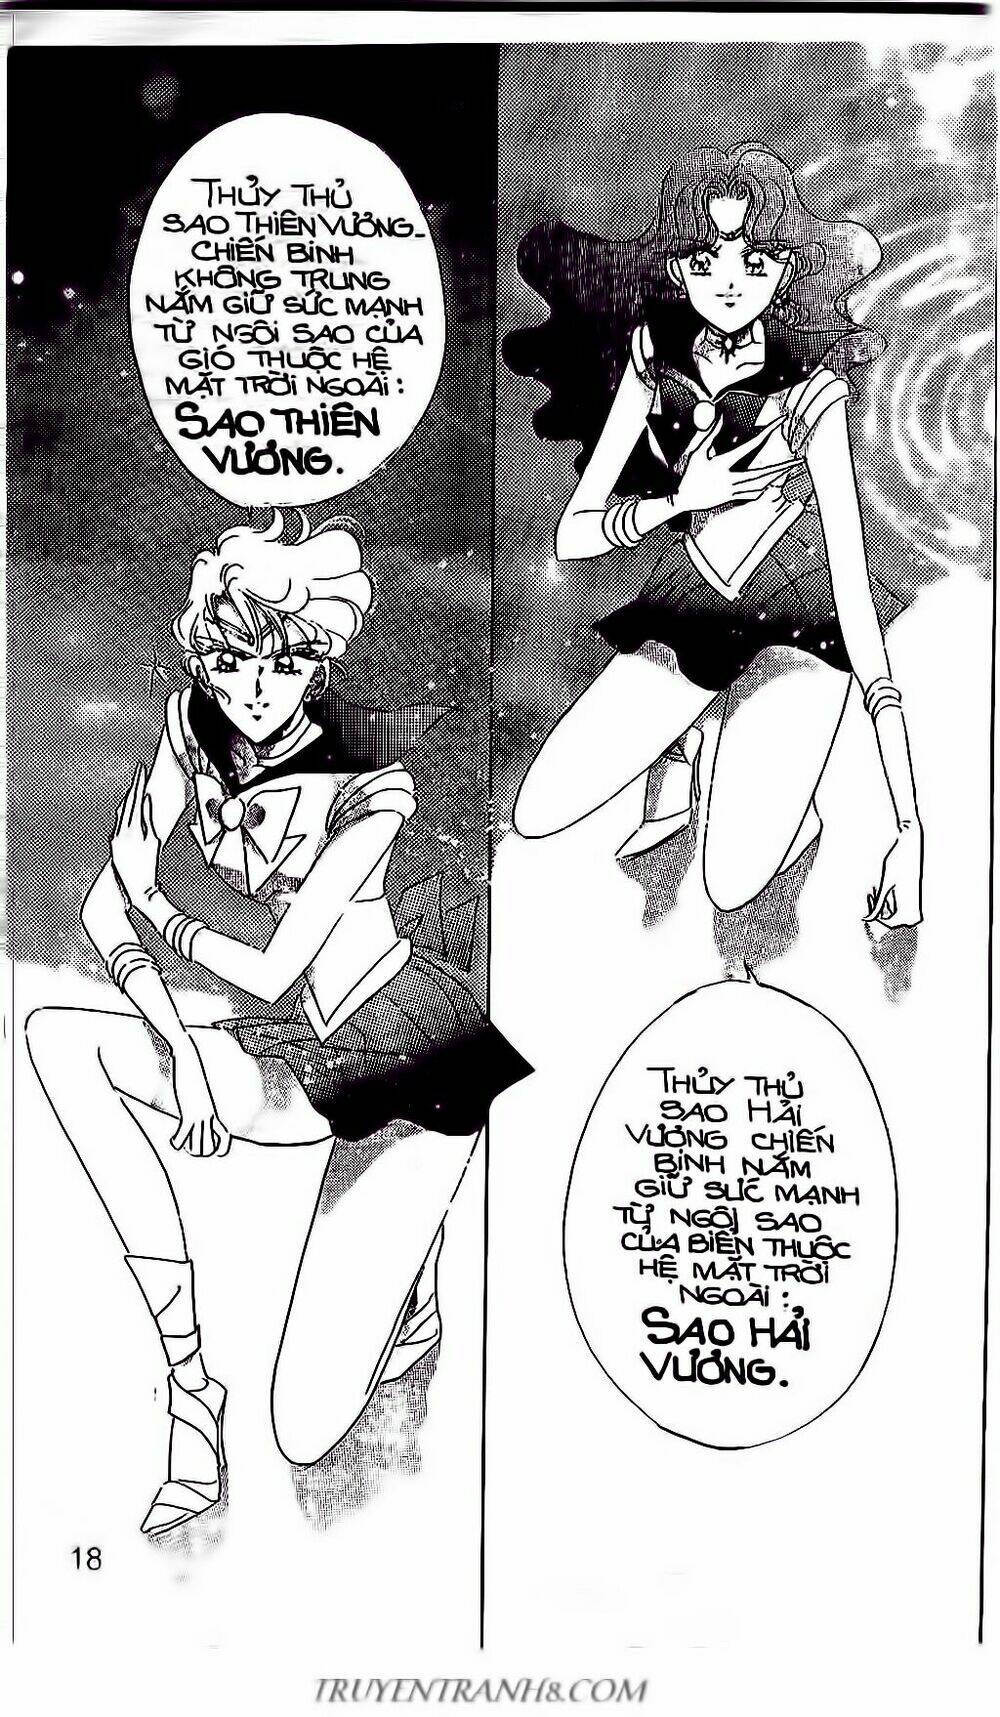 THỦY THỦ
SAO THIÊN VƯƠNG_
CHIẾN BINH
KHÔNG TRUNG
NẮM GIỮ SỨC MẠNH
TỪ NGÔI SAO CỦA
GIÓ THUỘC HỆ
MẶT TRỜI NGOÀI :
SAO THIÊN
VƯƠNG.
THỦY THỦ
SAO HẢI
VƯƠNG CHIẾN
BINH NẮM
GIỮ SỨC MẠNH
TỪ NGÔI SAO
CỦA BIỂN THUỘC
HỆ MẶT TRỜI
NGOÀI :
SAO HẢI
VƯƠNG.
18
TRUYENTRANH8.COM